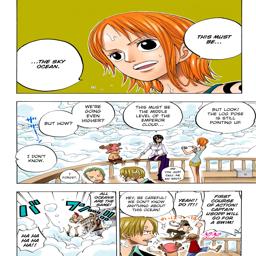 THIS MUST
BE...
...THE SKY
OCEAN.
BUT LOOK!
THE LOG POSE
IS STILL
POINTING UP.
THIS MUST BE
THE MIDDLE
LEVEL OF THE
EMPEROR
CLOUD.
WE'RE
GOING
EVEN
HIGHER?
BUT HOW?
I DON'T
KNOW.
FIRST
COURSE OF
ACTION!
CAPTAIN
USOPP WILL
GO FOR
A SWIM!
YEAH!
DO IT!!
HEY, BE CAREFUL!
WE DON'T KNOW
ANYTHING ABOUT
THIS OCEAN!
ALL
OCEANS
ARE THE
SAME!
HA HA
HA HA
HA!!